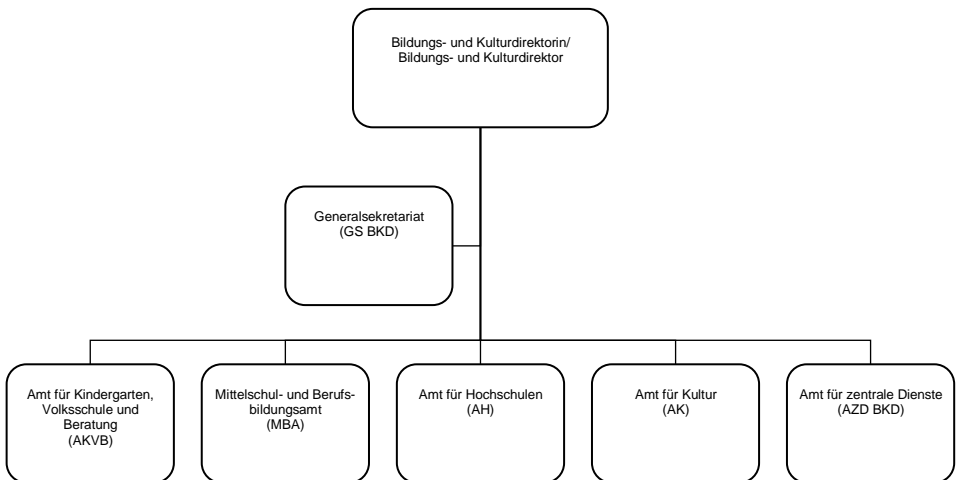 Bildungs- und Kulturdirektorin/
Bildungs- und Kulturdirektor
Generalsekretariat
(GS BKD)
Amt für Kindergarten,
Volksschule und
Beratung
(AKVB)
Mittelschul- und Berufs-
bildungsamt
(MBA)
Amt für Hochschulen
(AH)
Amt für Kultur
(AK)
Amt für zentrale Dienste
(AZD BKD)